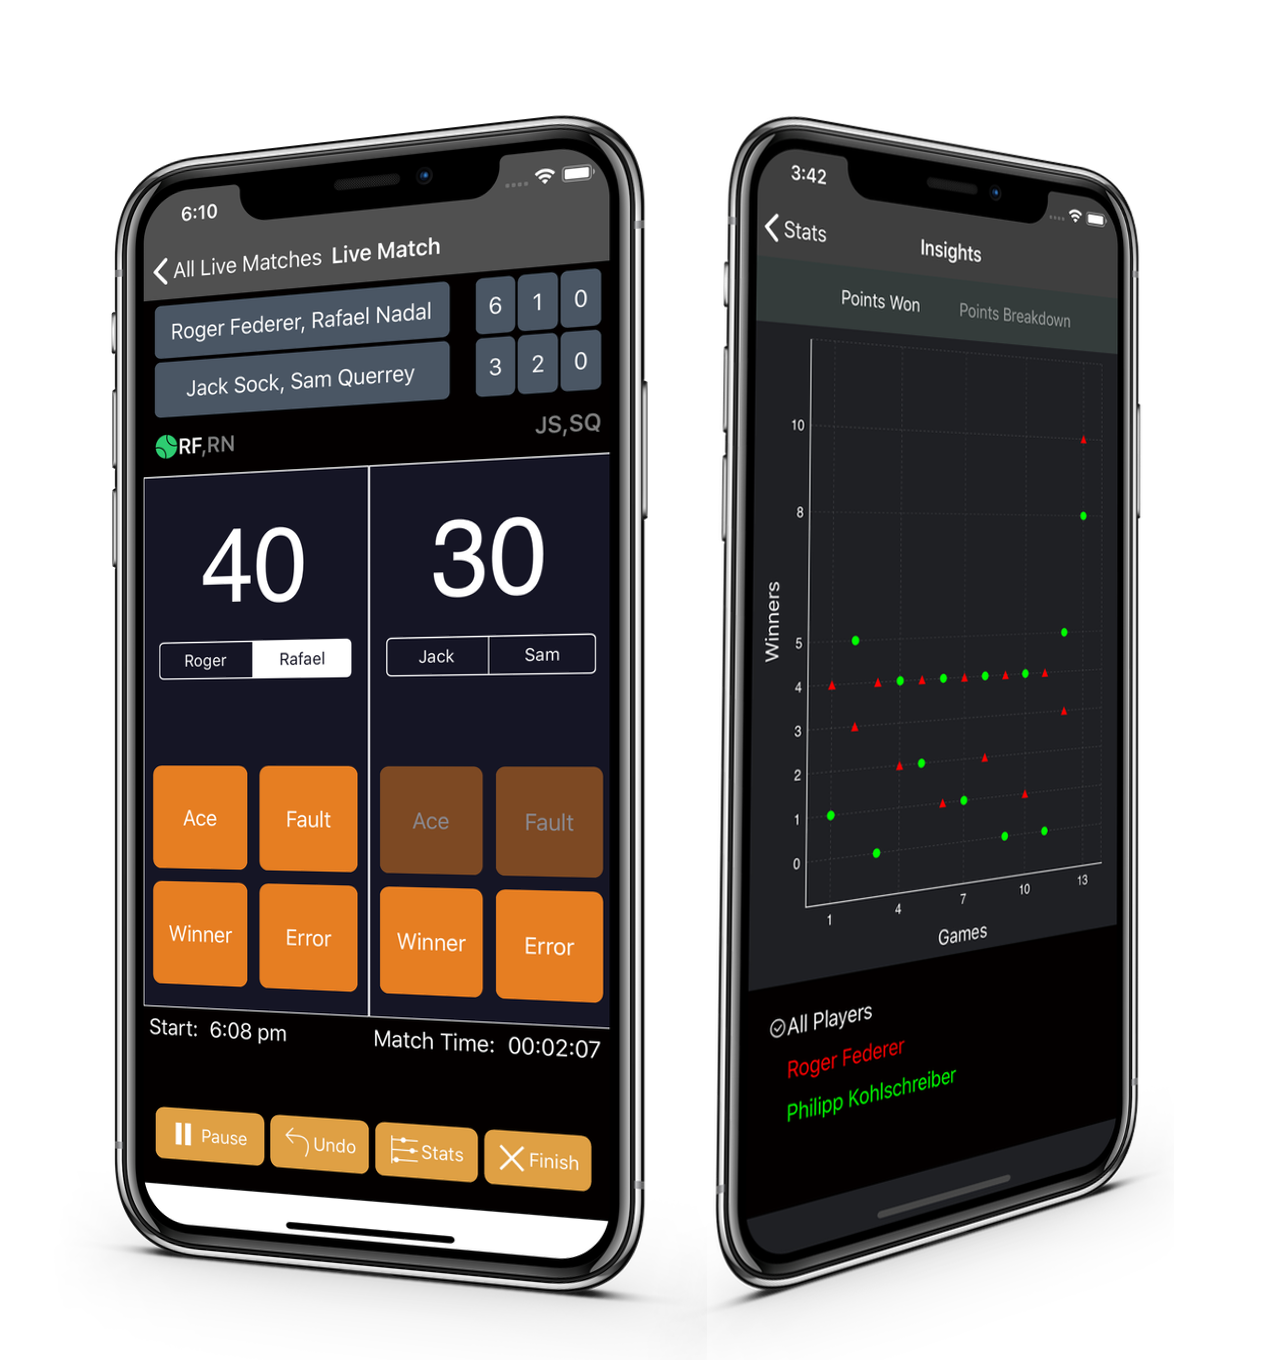 6:10
All Live Matches Live Match
Roger Federer, Rafael Nadal 6 1 0
Jack Sock, Sam Querrey 3 2 0
RF,RN JS,SQ
40 30
Roger Rafael Jack Sam
Ace Fault Ace Fault
Winner Error Winner Error
Start: 6:08 pm Match Time: 00:02:07
Pause Undo Stats Finish
3:42
Stats Insights
Points Won Points Breakdown
10
8
5
4
3
2
1
0
Winners
1 4 7 10 13
Games
All Players
Roger Federer
Philipp Kohlschreiber